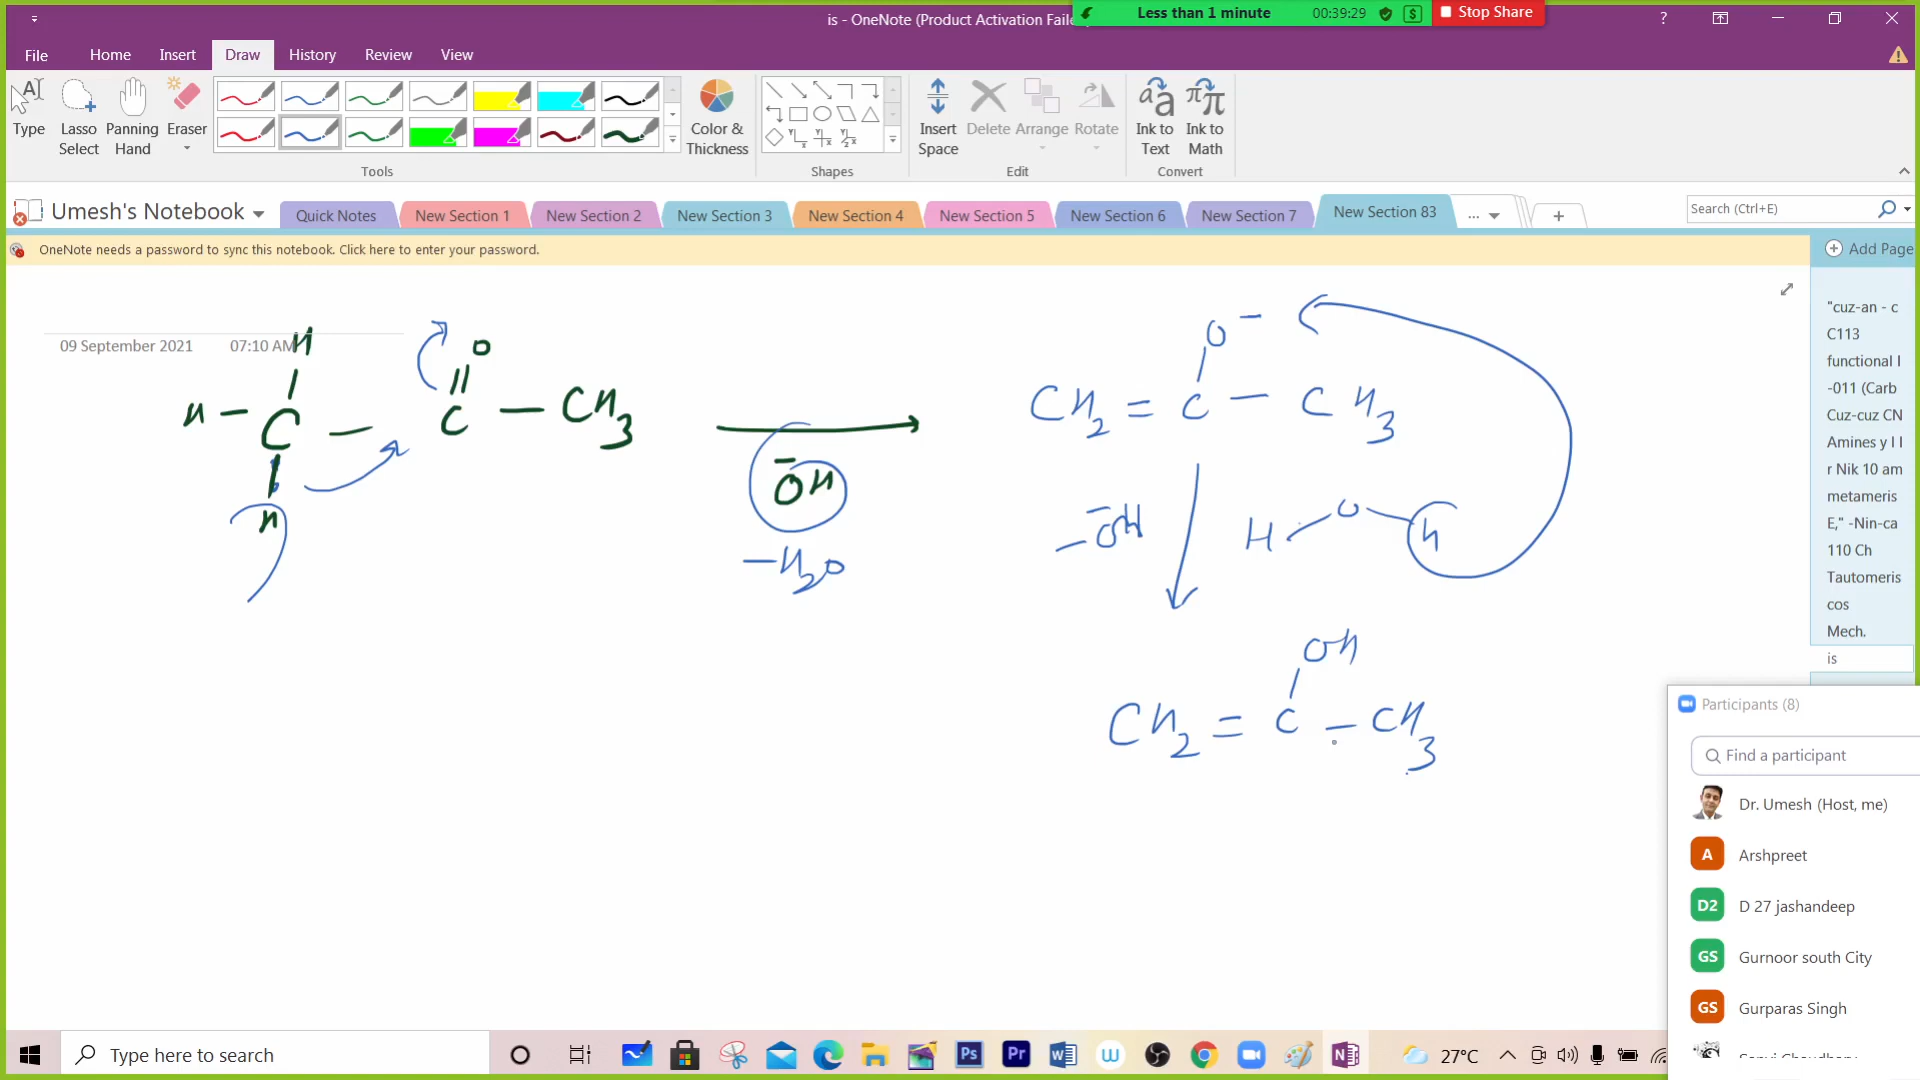 is - OneNote (Product Activation Faile
Less than 1 minute
00:39:29
Stop Share
?
File
Home
Insert
Draw
History
Review
View
Type
Lasso
Select
Panning
Hand
Eraser
Color &
Thickness
Insert
Space
Delete
Arrange
Rotate
Ink to
Text
Ink to
Math
Tools
Shapes
Edit
Convert
Umesh's Notebook
Quick Notes
New Section 1
New Section 2
New Section 3
New Section 4
New Section 5
New Section 6
New Section 7
New Section 83
...
Search (Ctrl+E)
OneNote needs a password to sync this notebook. Click here to enter your password.
Add Page
09 September 2021
07:10 AM
H
O
H – C – C – CH3
H
OH
– H2O
O –
CH2 = C – CH3
– OH
H O H
OH
CH2 = C – CH3
"cuz-an - c
C113
functional I
-011 (Carb
Cuz-cuz CN
Amines y I I
r Nik 10 am
metameris
E," -Nin-ca
110 Ch
Tautomeris
cos
Mech.
is
Participants (8)
Find a participant
Dr. Umesh (Host, me)
A
Arshpreet
D2
D 27 jashandeep
GS
Gurnoor south City
GS
Gurparas Singh
Type here to search
27°C